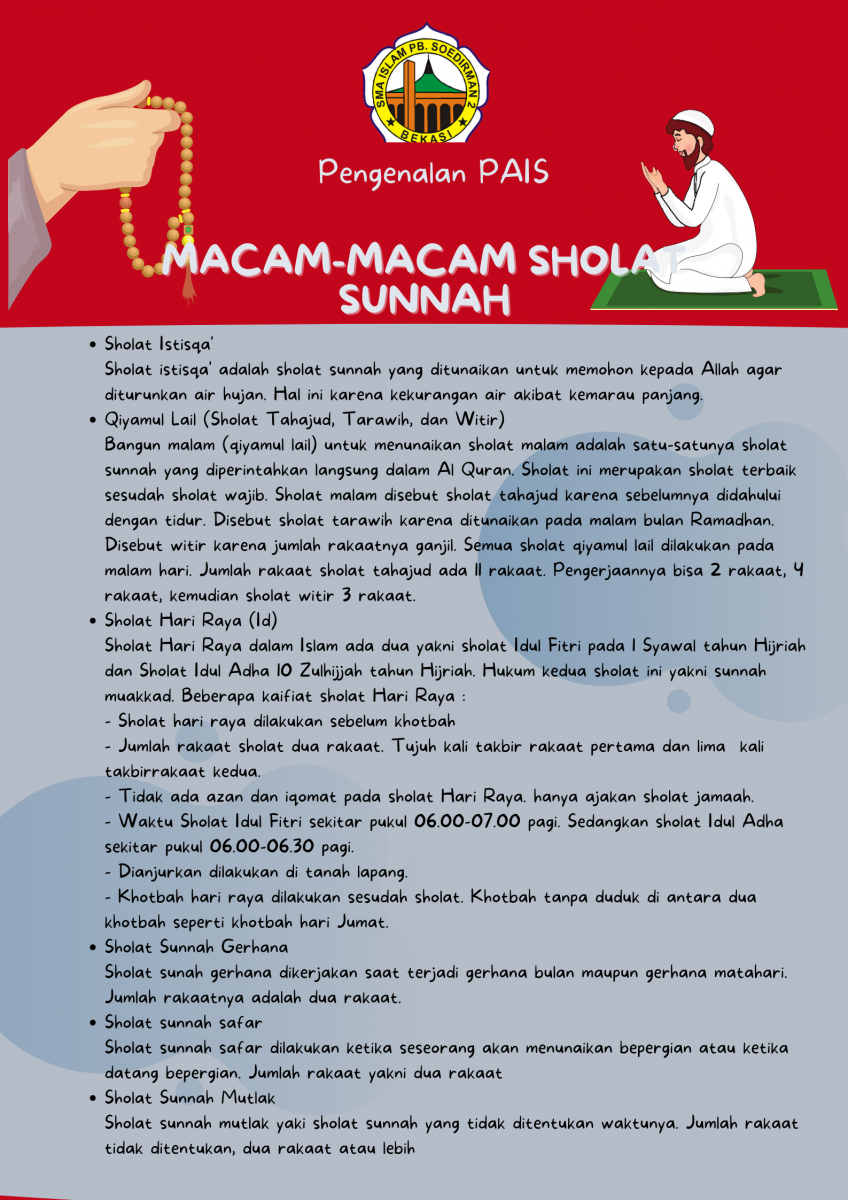 SMA ISLAM PB. SOEDIRMAN 2
BEKASI
Pengenalan PAIS
MACAM-MACAM SHOLAT
SUNNAH
• Sholat Istisqa'
Sholat istisqa' adalah sholat sunnah yang ditunaikan untuk memohon kepada Allah agar
diturunkan air hujan. Hal ini karena kekurangan air akibat kemarau panjang.
• Qiyamul Lail (Sholat Tahajud, Tarawih, dan Witir)
Bangun malam (qiyamul lail) untuk menunaikan sholat malam adalah satu-satunya sholat
sunnah yang diperintahkan langsung dalam Al Quran. Sholat ini merupakan sholat terbaik
sesudah sholat wajib. Sholat malam disebut sholat tahajud karena sebelumnya didahului
dengan tidur. Disebut sholat tarawih karena ditunaikan pada malam bulan Ramadhan.
Disebut witir karena jumlah rakaatnya ganjil. Semua sholat qiyamul lail dilakukan pada
malam hari. Jumlah rakaat sholat tahajud ada 11 rakaat. Pengerjaannya bisa 2 rakaat, 4
rakaat, kemudian sholat witir 3 rakaat.
• Sholat Hari Raya (Id)
Sholat Hari Raya dalam Islam ada dua yakni sholat Idul Fitri pada 1 Syawal tahun Hijriah
dan Sholat Idul Adha 10 Zulhijjah tahun Hijriah. Hukum kedua sholat ini yakni sunnah
muakkad. Beberapa kaifiat sholat Hari Raya :
- Sholat hari raya dilakukan sebelum khotbah
- Jumlah rakaat sholat dua rakaat. Tujuh kali takbir rakaat pertama dan lima  kali
takbirrakaat kedua.
- Tidak ada azan dan iqomat pada sholat Hari Raya. hanya ajakan sholat jamaah.
- Waktu Sholat Idul Fitri sekitar pukul 06.00-07.00 pagi. Sedangkan sholat Idul Adha
sekitar pukul 06.00-06.30 pagi.
- Dianjurkan dilakukan di tanah lapang.
- Khotbah hari raya dilakukan sesudah sholat. Khotbah tanpa duduk di antara dua
khotbah seperti khotbah hari Jumat.
• Sholat Sunnah Gerhana
Sholat sunah gerhana dikerjakan saat terjadi gerhana bulan maupun gerhana matahari.
Jumlah rakaatnya adalah dua rakaat.
• Sholat sunnah safar
Sholat sunnah safar dilakukan ketika seseorang akan menunaikan bepergian atau ketika
datang bepergian. Jumlah rakaat yakni dua rakaat
• Sholat Sunnah Mutlak
Sholat sunnah mutlak yaki sholat sunnah yang tidak ditentukan waktunya. Jumlah rakaat
tidak ditentukan, dua rakaat atau lebih